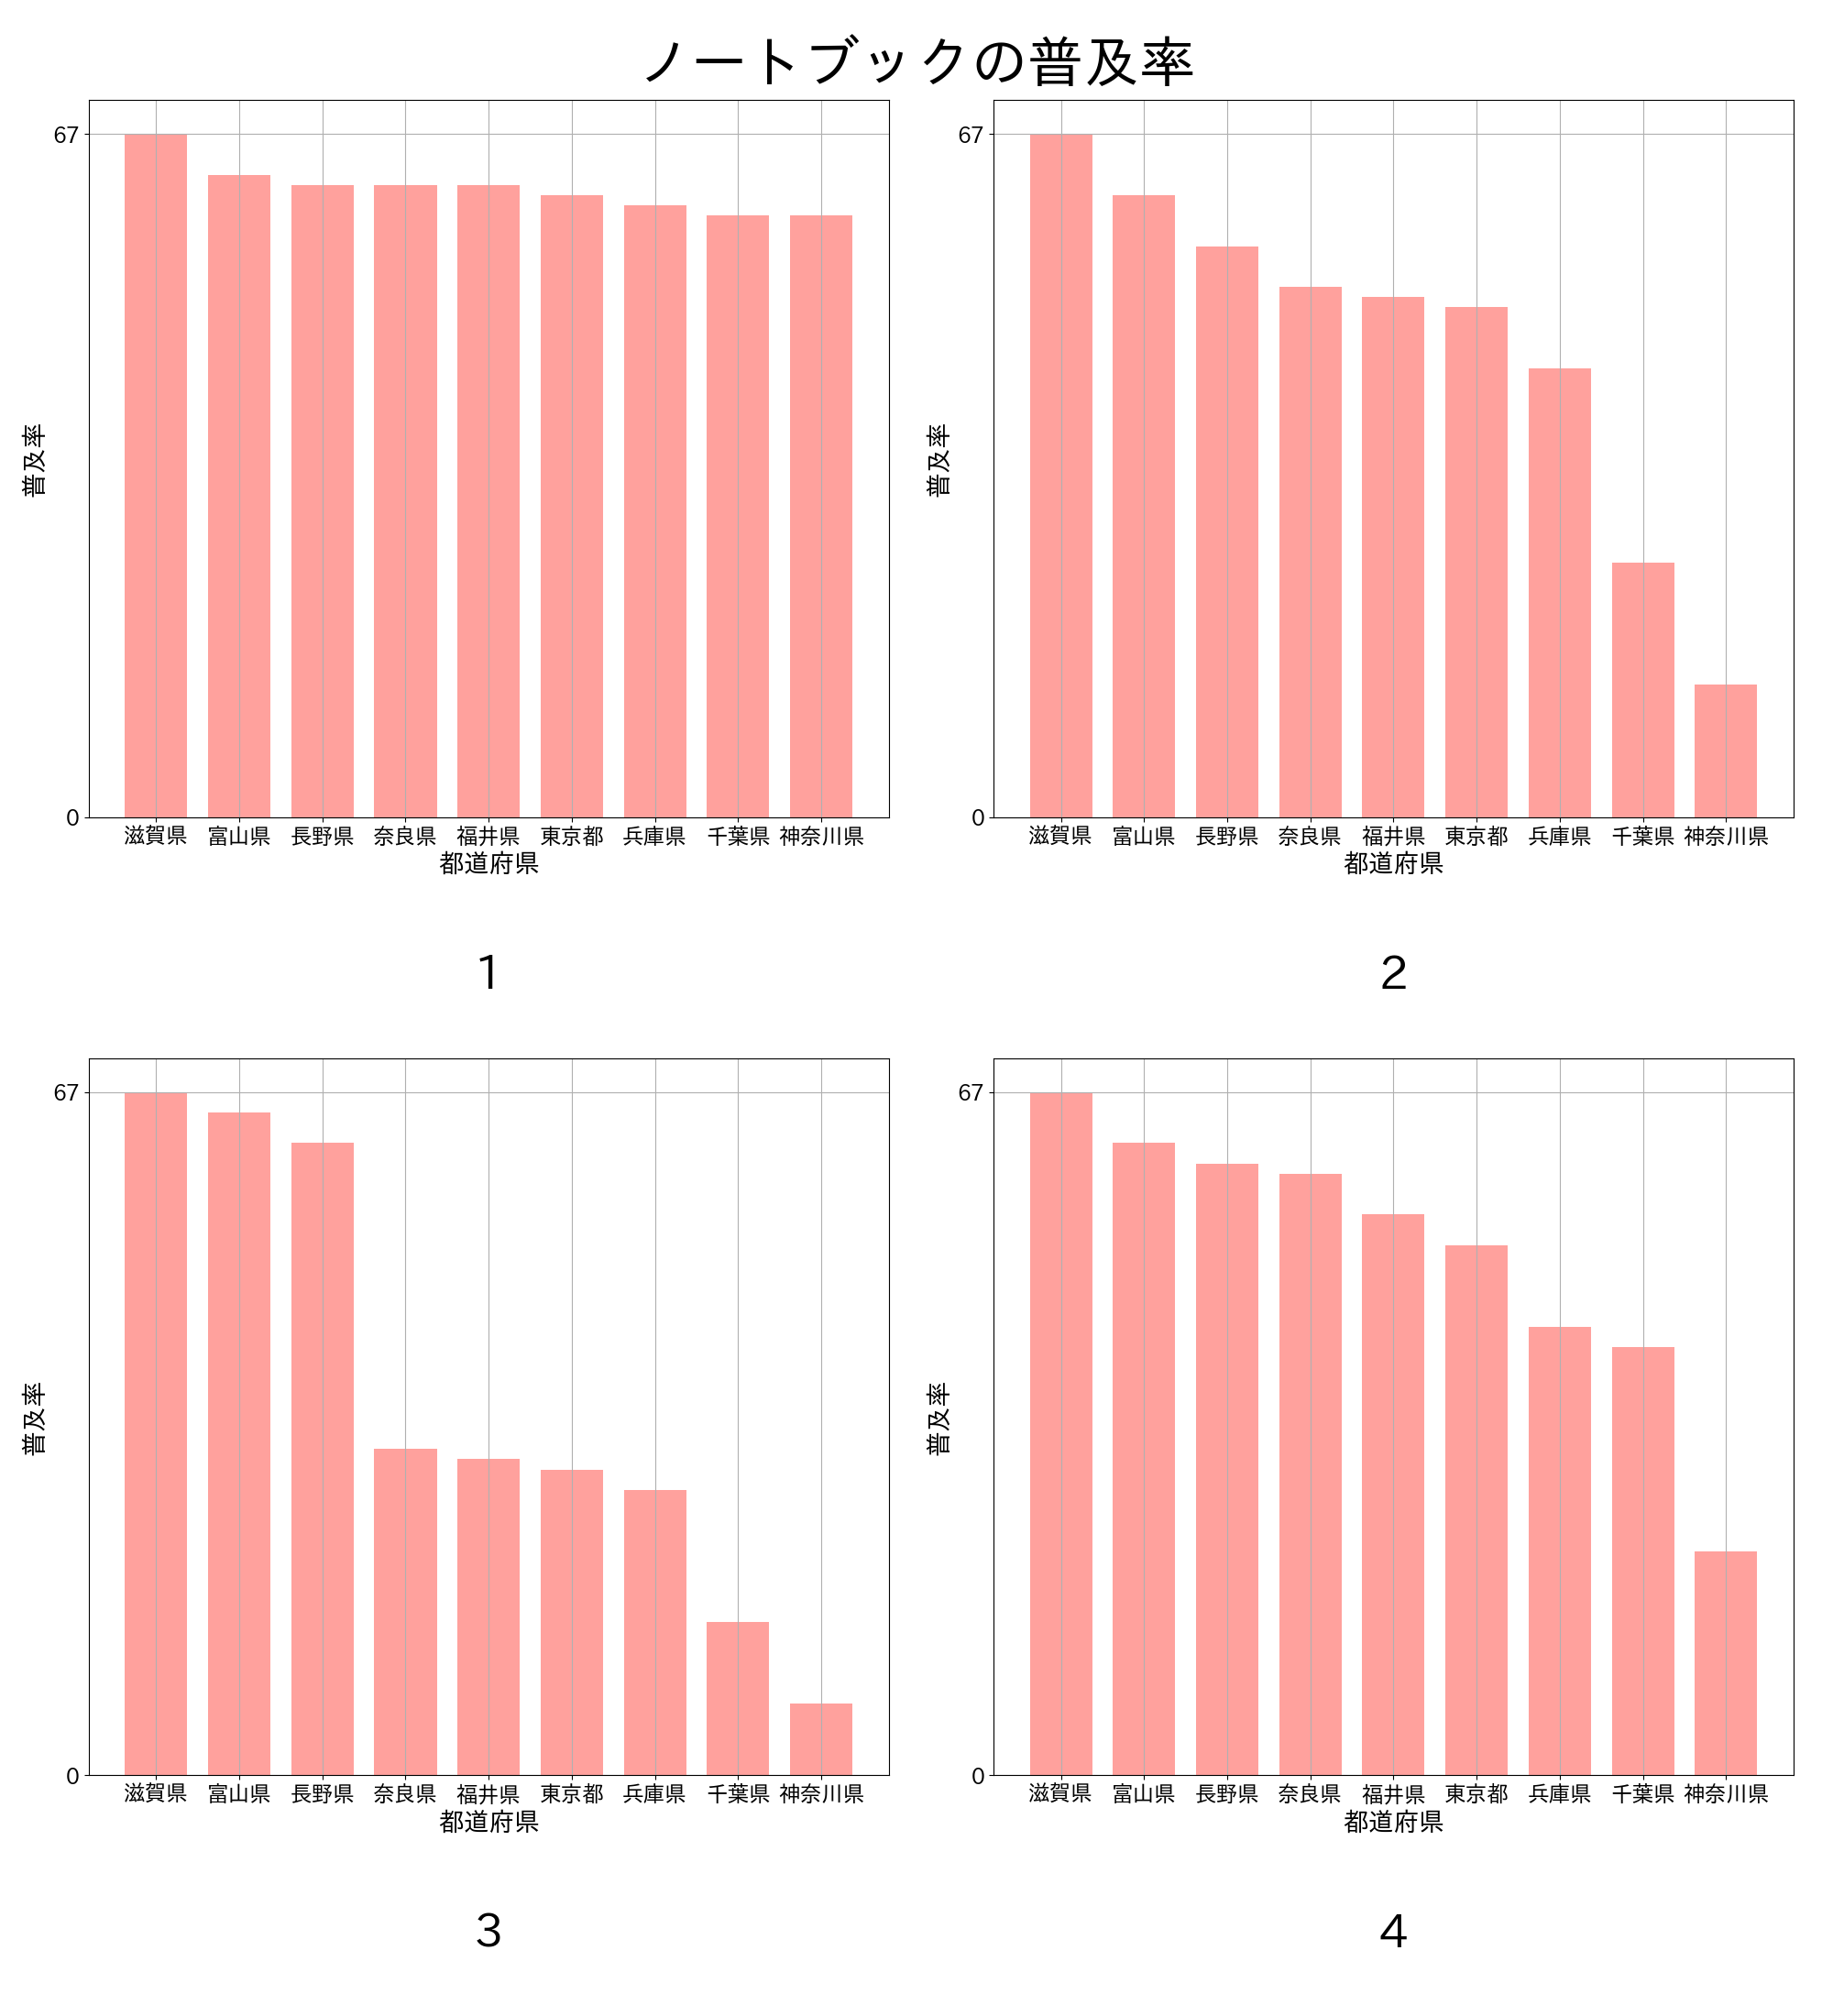 ノートブックの普及率
67
0
普及率
滋賀県 富山県 長野県 奈良県 福井県 東京都 兵庫県 千葉県 神奈川県
都道府県
1
67
0
普及率
滋賀県 富山県 長野県 奈良県 福井県 東京都 兵庫県 千葉県 神奈川県
都道府県
2
67
0
普及率
滋賀県 富山県 長野県 奈良県 福井県 東京都 兵庫県 千葉県 神奈川県
都道府県
3
67
0
普及率
滋賀県 富山県 長野県 奈良県 福井県 東京都 兵庫県 千葉県 神奈川県
都道府県
4